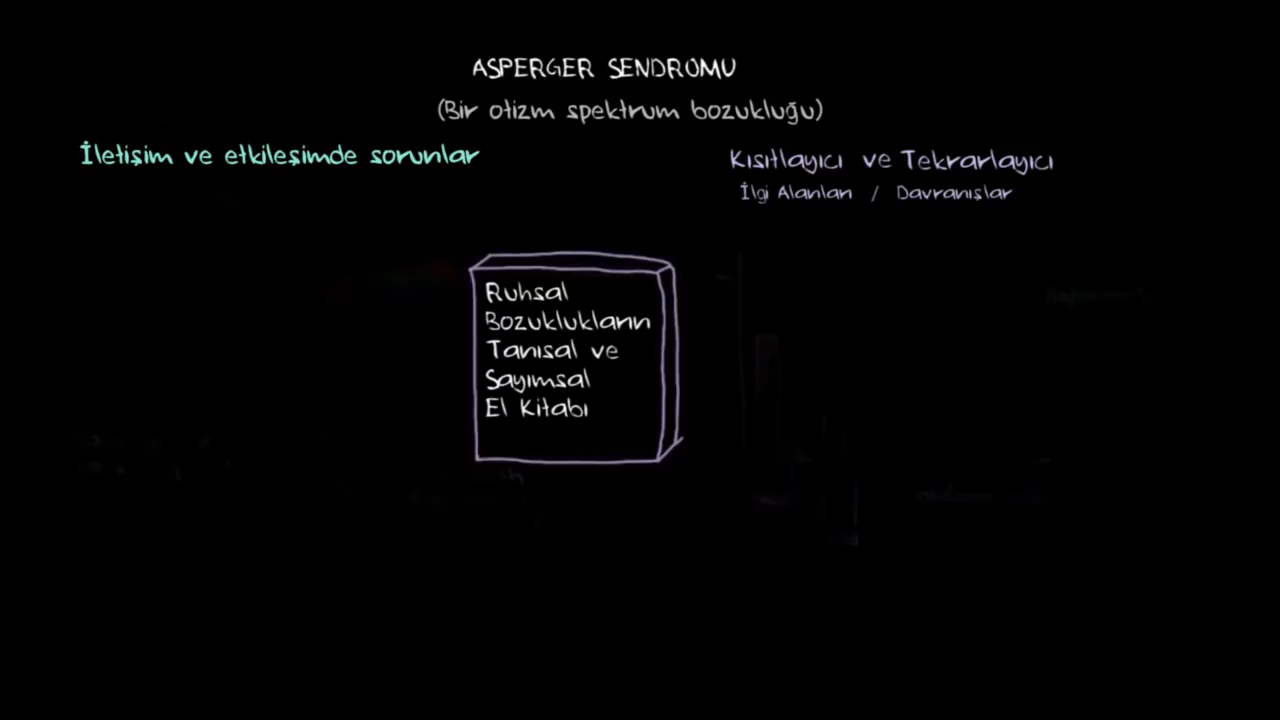 ASPERGER SENDROMU
(Bir otizm spektrum bozukluğu)
İletişim ve etkileşimde sorunlar
Kısıtlayıcı ve Tekrarlayıcı
İlgi Alanları / Davranışlar
Ruhsal
Bozuklukların
Tanısal ve
Sayımsal
El Kitabı